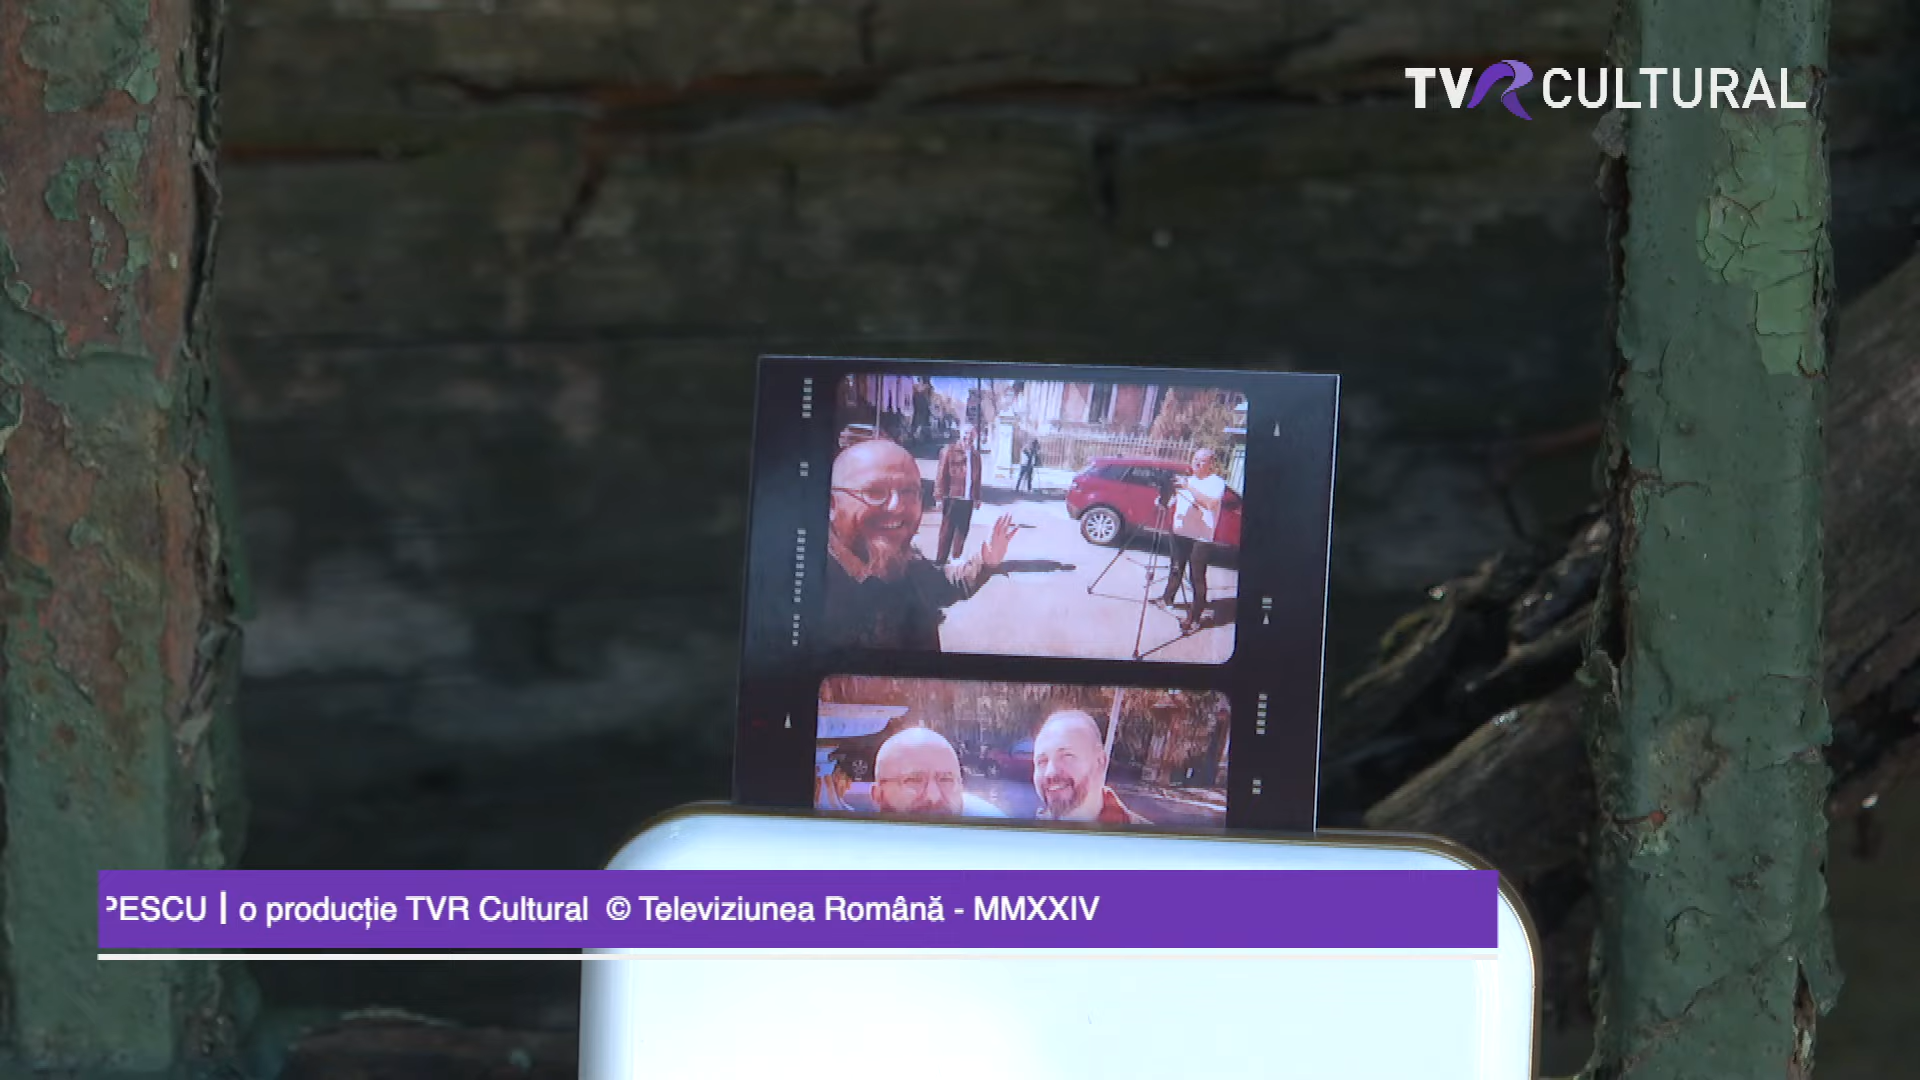 TVR CULTURAL
PESCU | o producție TVR Cultural © Televiziunea Română - MMXXIV